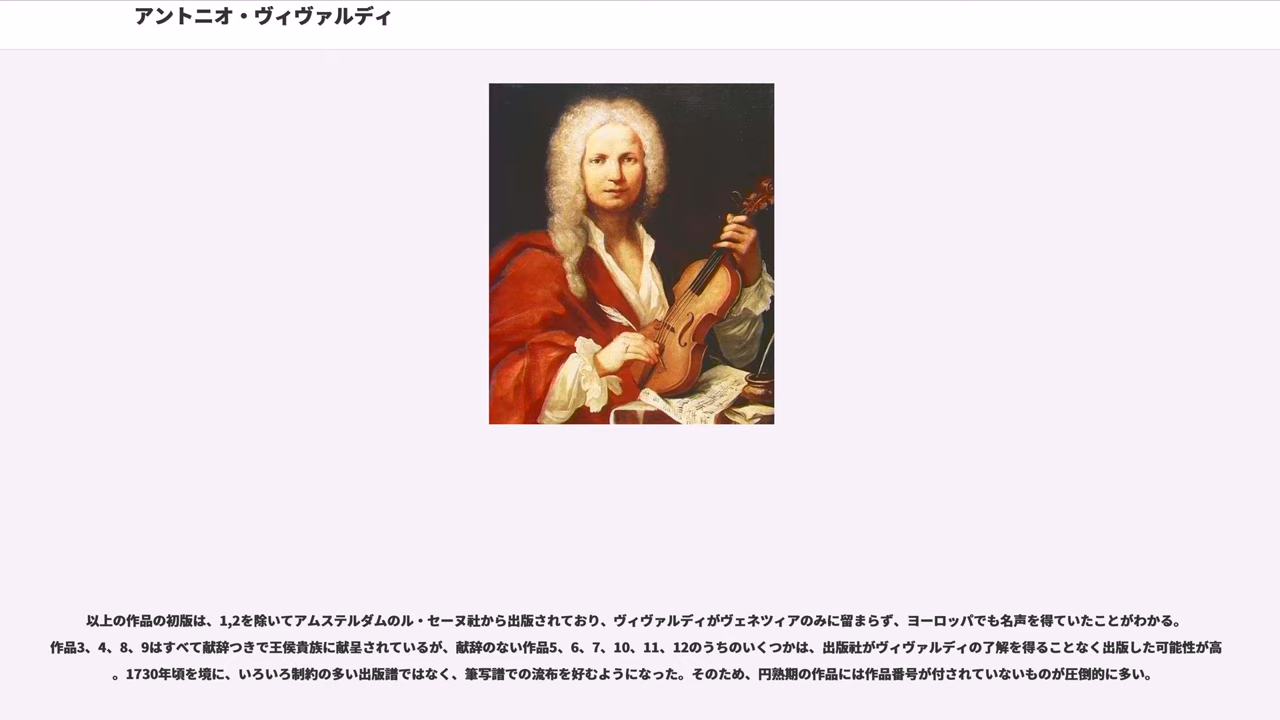 アントニオ・ヴィヴァルディ
以上の作品の初版は、1,2を除いてアムステルダムのル・セーヌ社から出版されており、ヴィヴァルディがヴェネツィアのみに留まらず、ヨーロッパでも名声を得ていたことがわかる。
作品3、4、8、9はすべて献辞つきで王侯貴族に献呈されているが、献辞のない作品5、6、7、10、11、12のうちのいくつかは、出版社がヴィヴァルディの了解を得ることなく出版した可能性が高
。1730年頃を境に、いろいろ制約の多い出版譜ではなく、筆写譜での流布を好むようになった。そのため、円熟期の作品には作品番号が付されていないものが圧倒的に多い。